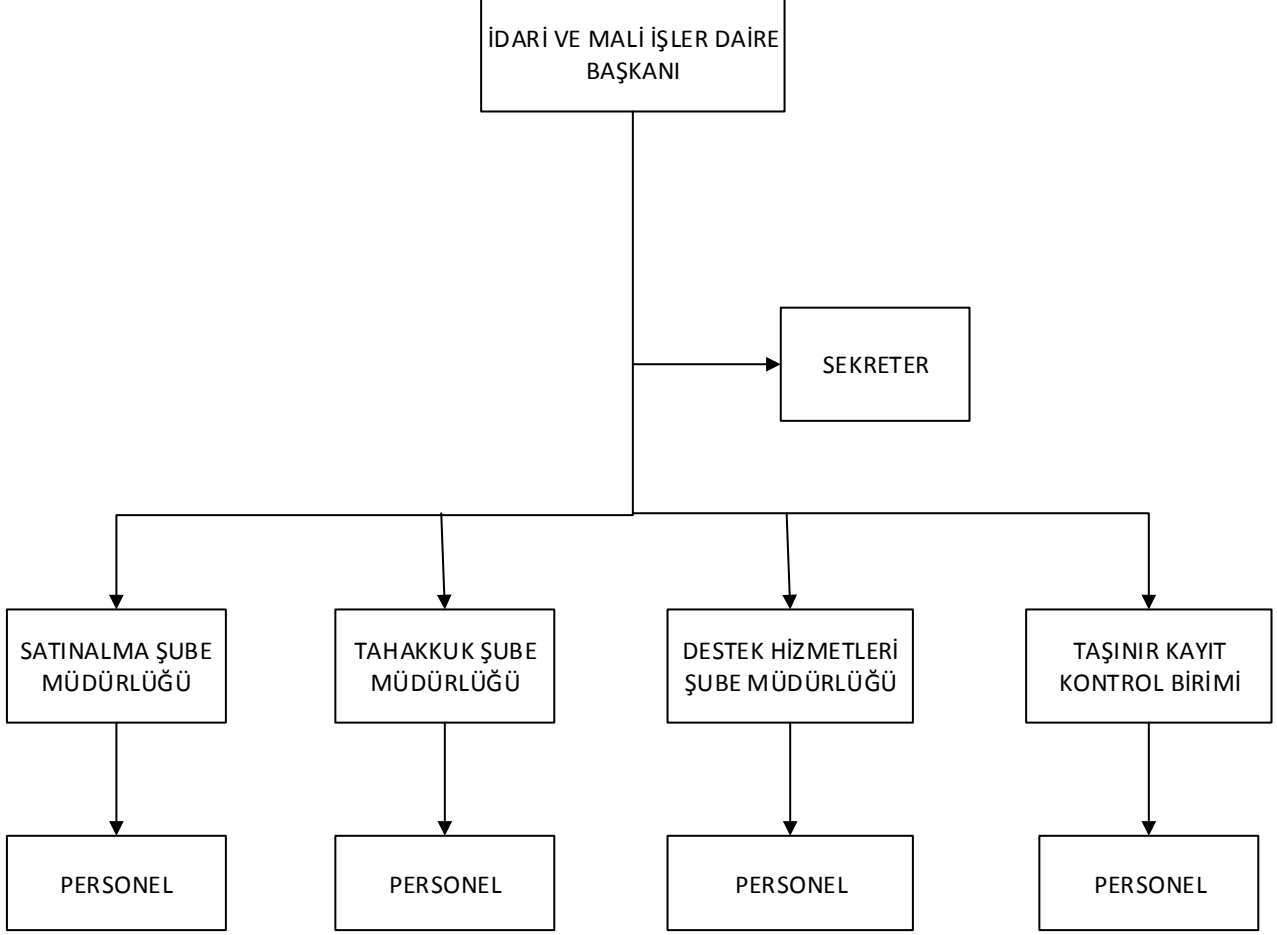 İDARİ VE MALİ İŞLER DAİRE
BAŞKANI
SEKRETER
SATINALMA ŞUBE
MÜDÜRLÜĞÜ
TAHAKKUK ŞUBE
MÜDÜRLÜĞÜ
DESTEK HİZMETLERİ
ŞUBE MÜDÜRLÜĞÜ
TAŞINIR KAYIT
KONTROL BİRİMİ
PERSONEL
PERSONEL
PERSONEL
PERSONEL